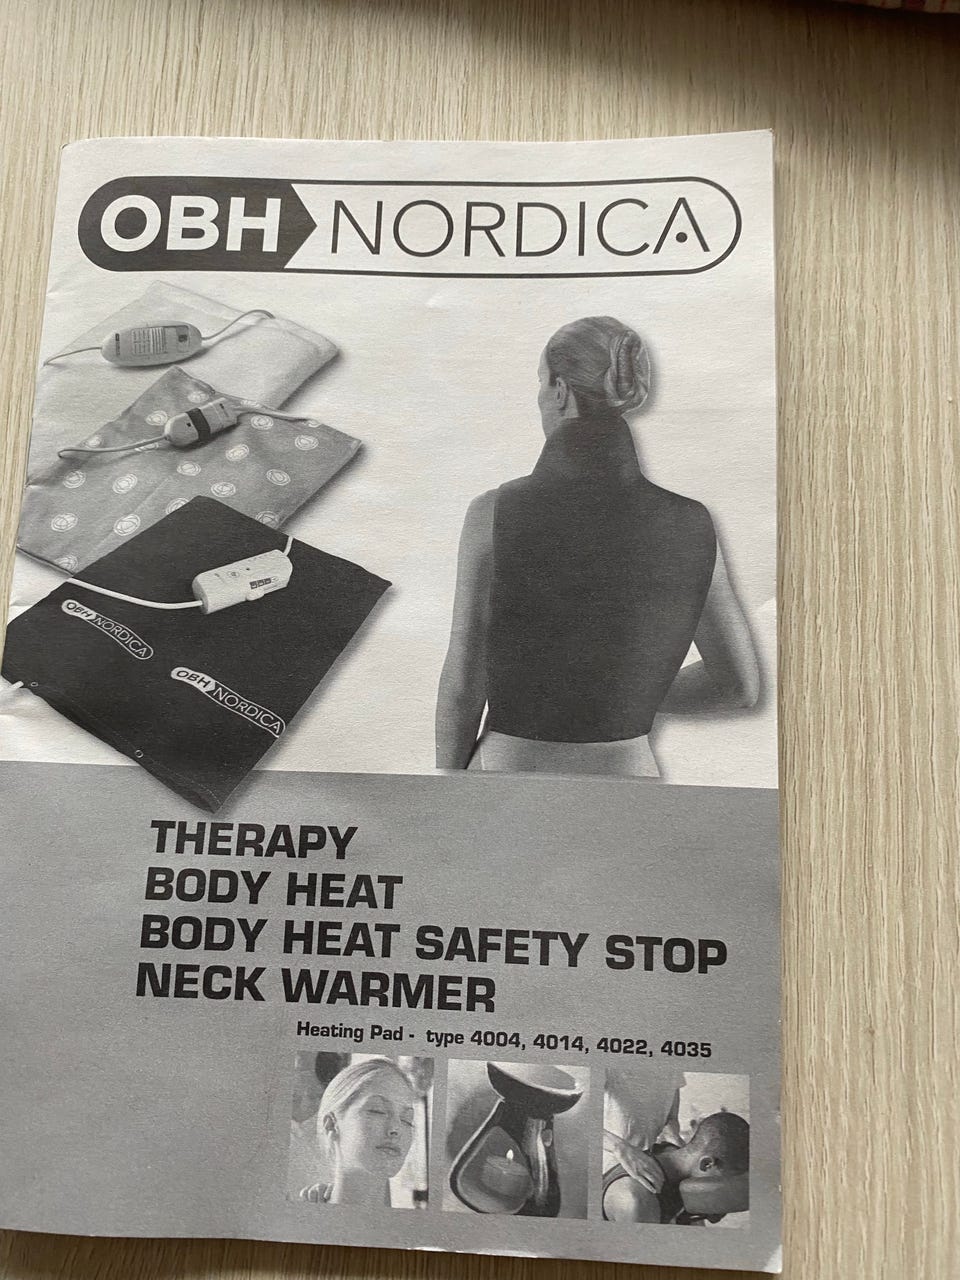 OBH NORDICA
OBH NORDICA
OBH NORDICA
THERAPY
BODY HEAT
BODY HEAT SAFETY STOP
NECK WARMER
Heating Pad - type 4004, 4014, 4022, 4035